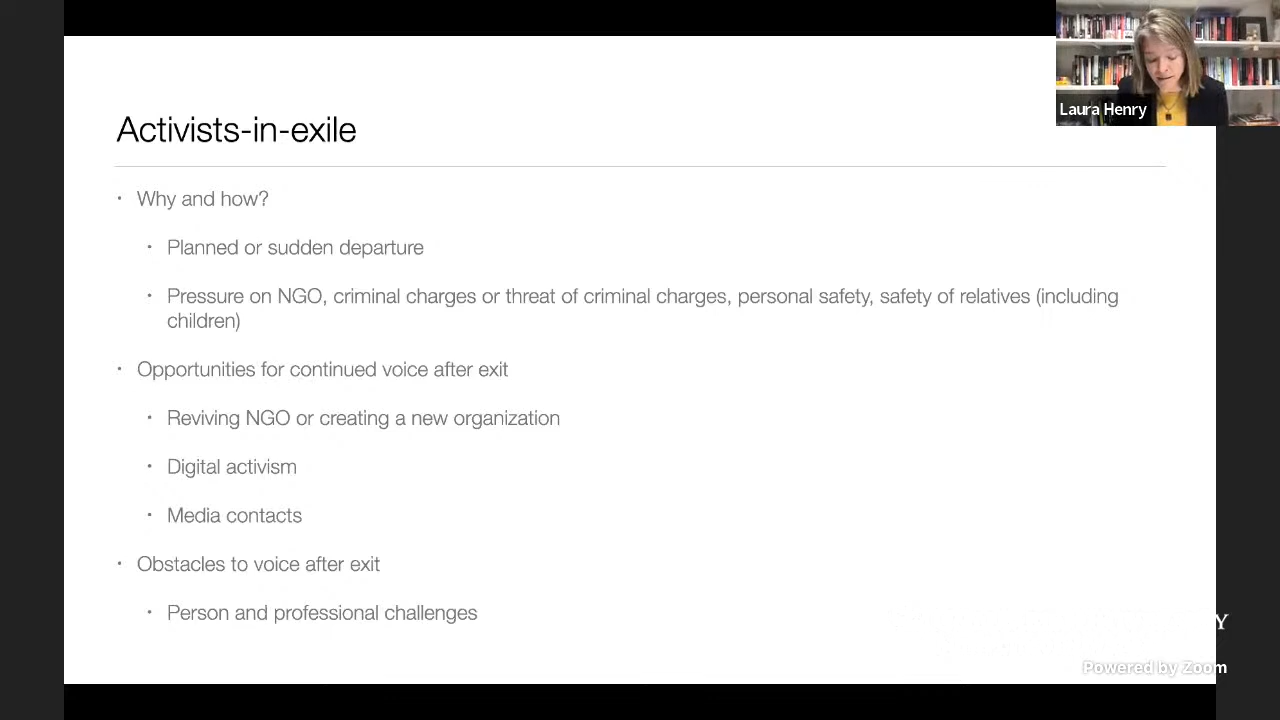 Laura Henry
Activists-in-exile
• Why and how?
• Planned or sudden departure
• Pressure on NGO, criminal charges or threat of criminal charges, personal safety, safety of relatives (including
children)
• Opportunities for continued voice after exit
• Reviving NGO or creating a new organization
• Digital activism
• Media contacts
• Obstacles to voice after exit
• Person and professional challenges
Powered by Zoom